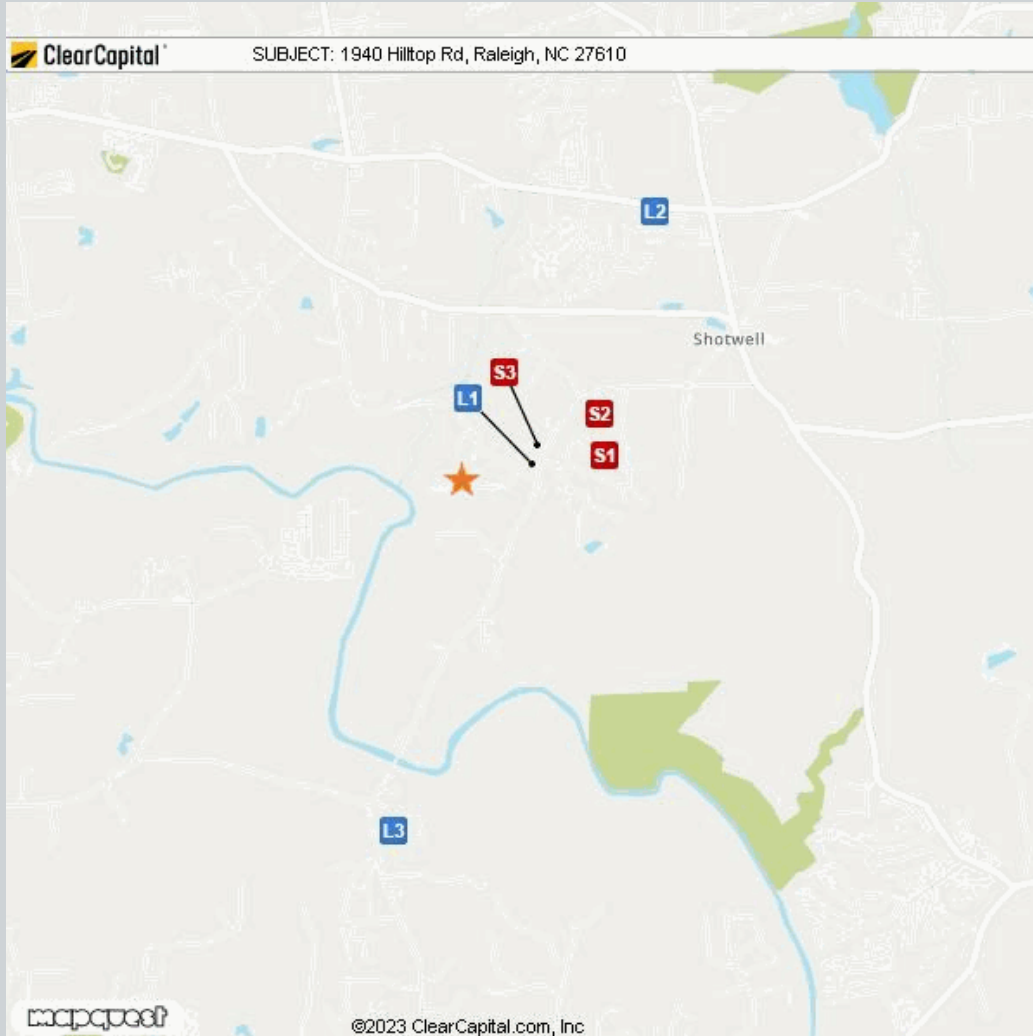 ClearCapital
SUBJECT: 1940 Hilltop Rd, Raleigh, NC 27610
L2
Shotwell
S3
L1
S2
S1
L3
mapquest
©2023 ClearCapital.com, Inc